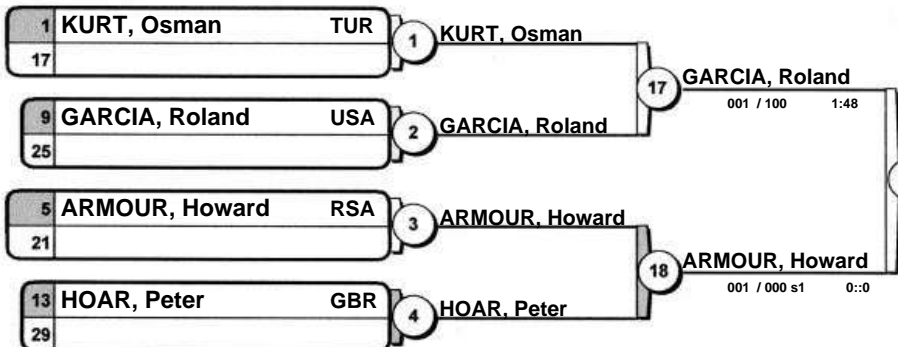 1 KURT, Osman TUR
17
1 KURT, Osman
9 GARCIA, Roland USA
25
2 GARCIA, Roland
17 GARCIA, Roland
001 / 100 1:48
5 ARMOUR, Howard RSA
21
3 ARMOUR, Howard
13 HOAR, Peter GBR
29
4 HOAR, Peter
18 ARMOUR, Howard
001 / 000 s1 0::0